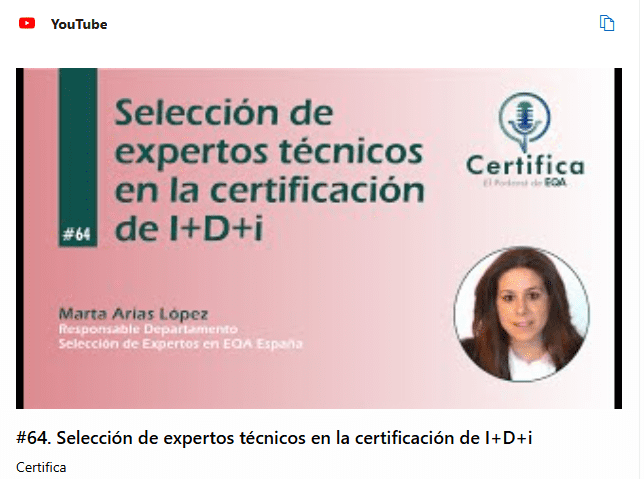 YouTube
Selección de
expertos técnicos
en la certificación
de I+D+i
#64
Certifica
El Podcast de EQA
Marta Arias López
Responsable Departamento
Selección de Expertos en EQA España
#64. Selección de expertos técnicos en la certificación de I+D+i
Certifica